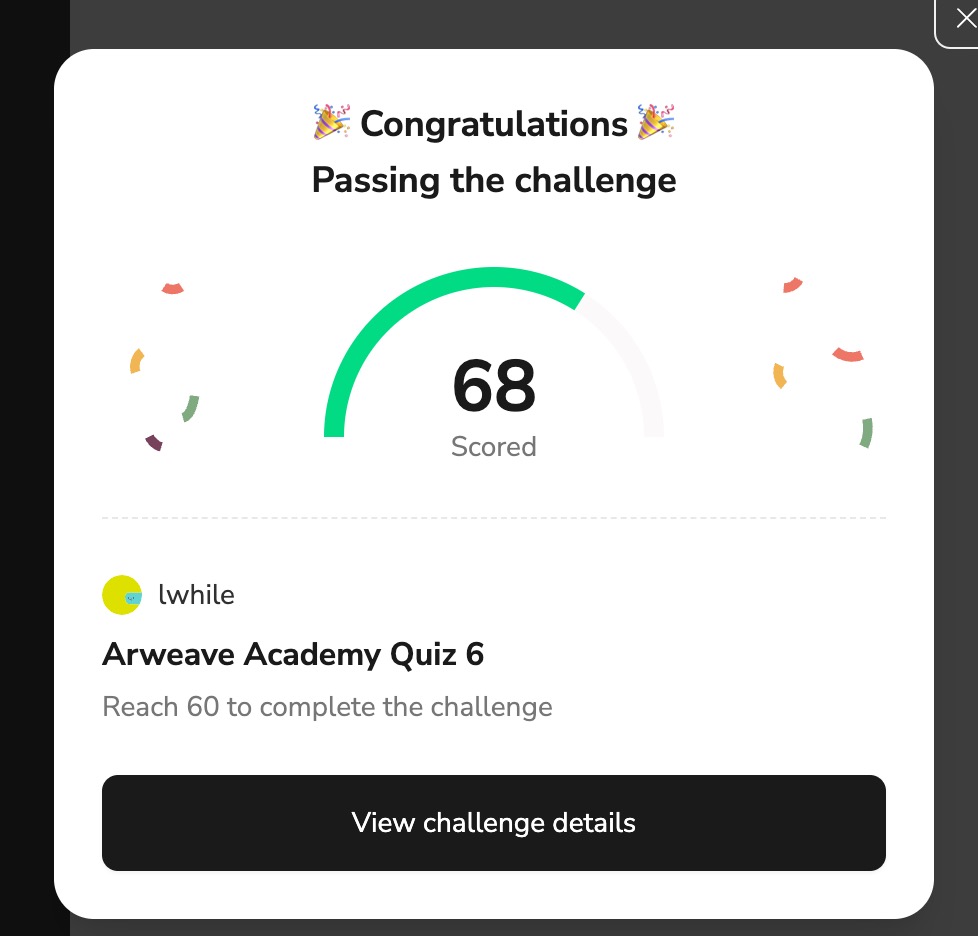 🎉 Congratulations 🎉
Passing the challenge
68
Scored
lwhile
Arweave Academy Quiz 6
Reach 60 to complete the challenge
View challenge details